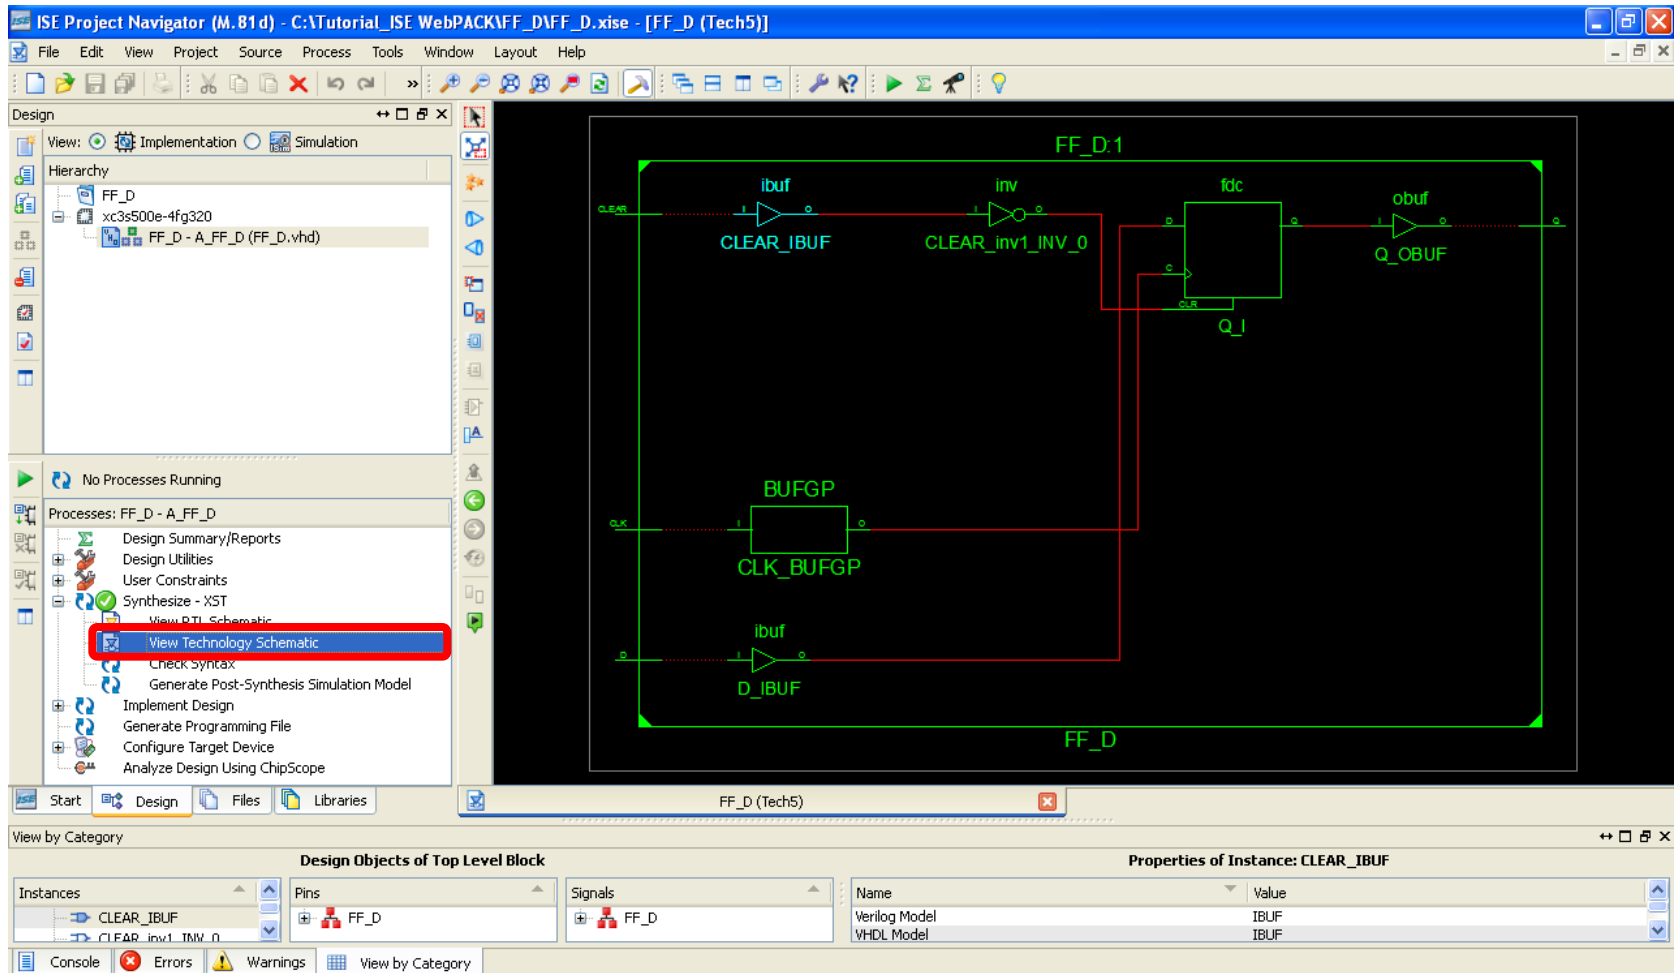 ISE Project Navigator (M.81d) - C:\Tutorial_ISE WebPACK\FF_D\FF_D.xise - [FF_D (Tech5)]
File Edit View Project Source Process Tools Window Layout Help
Design
View: Implementation Simulation
Hierarchy
FF_D
xc3s500e-4fg320
FF_D - A_FF_D (FF_D.vhd)
No Processes Running
Processes: FF_D - A_FF_D
Design Summary/Reports
Design Utilities
User Constraints
Synthesize - XST
View RTL Schematic
View Technology Schematic
Check Syntax
Generate Post-Synthesis Simulation Model
Implement Design
Generate Programming File
Configure Target Device
Analyze Design Using ChipScope
Start Design Files Libraries
FF_D:1
ibuf inv fdc obuf
CLEAR I O I O D Q I O Q
CLEAR_IBUF CLEAR_inv1_INV_0 Q_OBUF
C
CLR
Q_I
BUFGP
CLK I O
CLK_BUFGP
ibuf
D I O
D_IBUF
FF_D
FF_D (Tech5)
View by Category
Design Objects of Top Level Block Properties of Instance: CLEAR_IBUF
Instances Pins Signals Name Value
CLEAR_IBUF FF_D FF_D Verilog Model IBUF
CLEAR_inv1_INV_0 VHDL Model IBUF
Console Errors Warnings View by Category